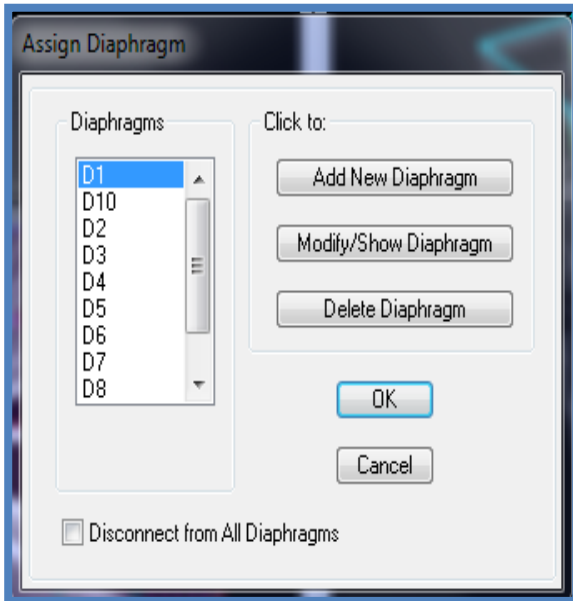 Assign Diaphragm
Diaphragms
D1
D10
D2
D3
D4
D5
D6
D7
D8
Click to:
Add New Diaphragm
Modify/Show Diaphragm
Delete Diaphragm
OK
Cancel
Disconnect from All Diaphragms